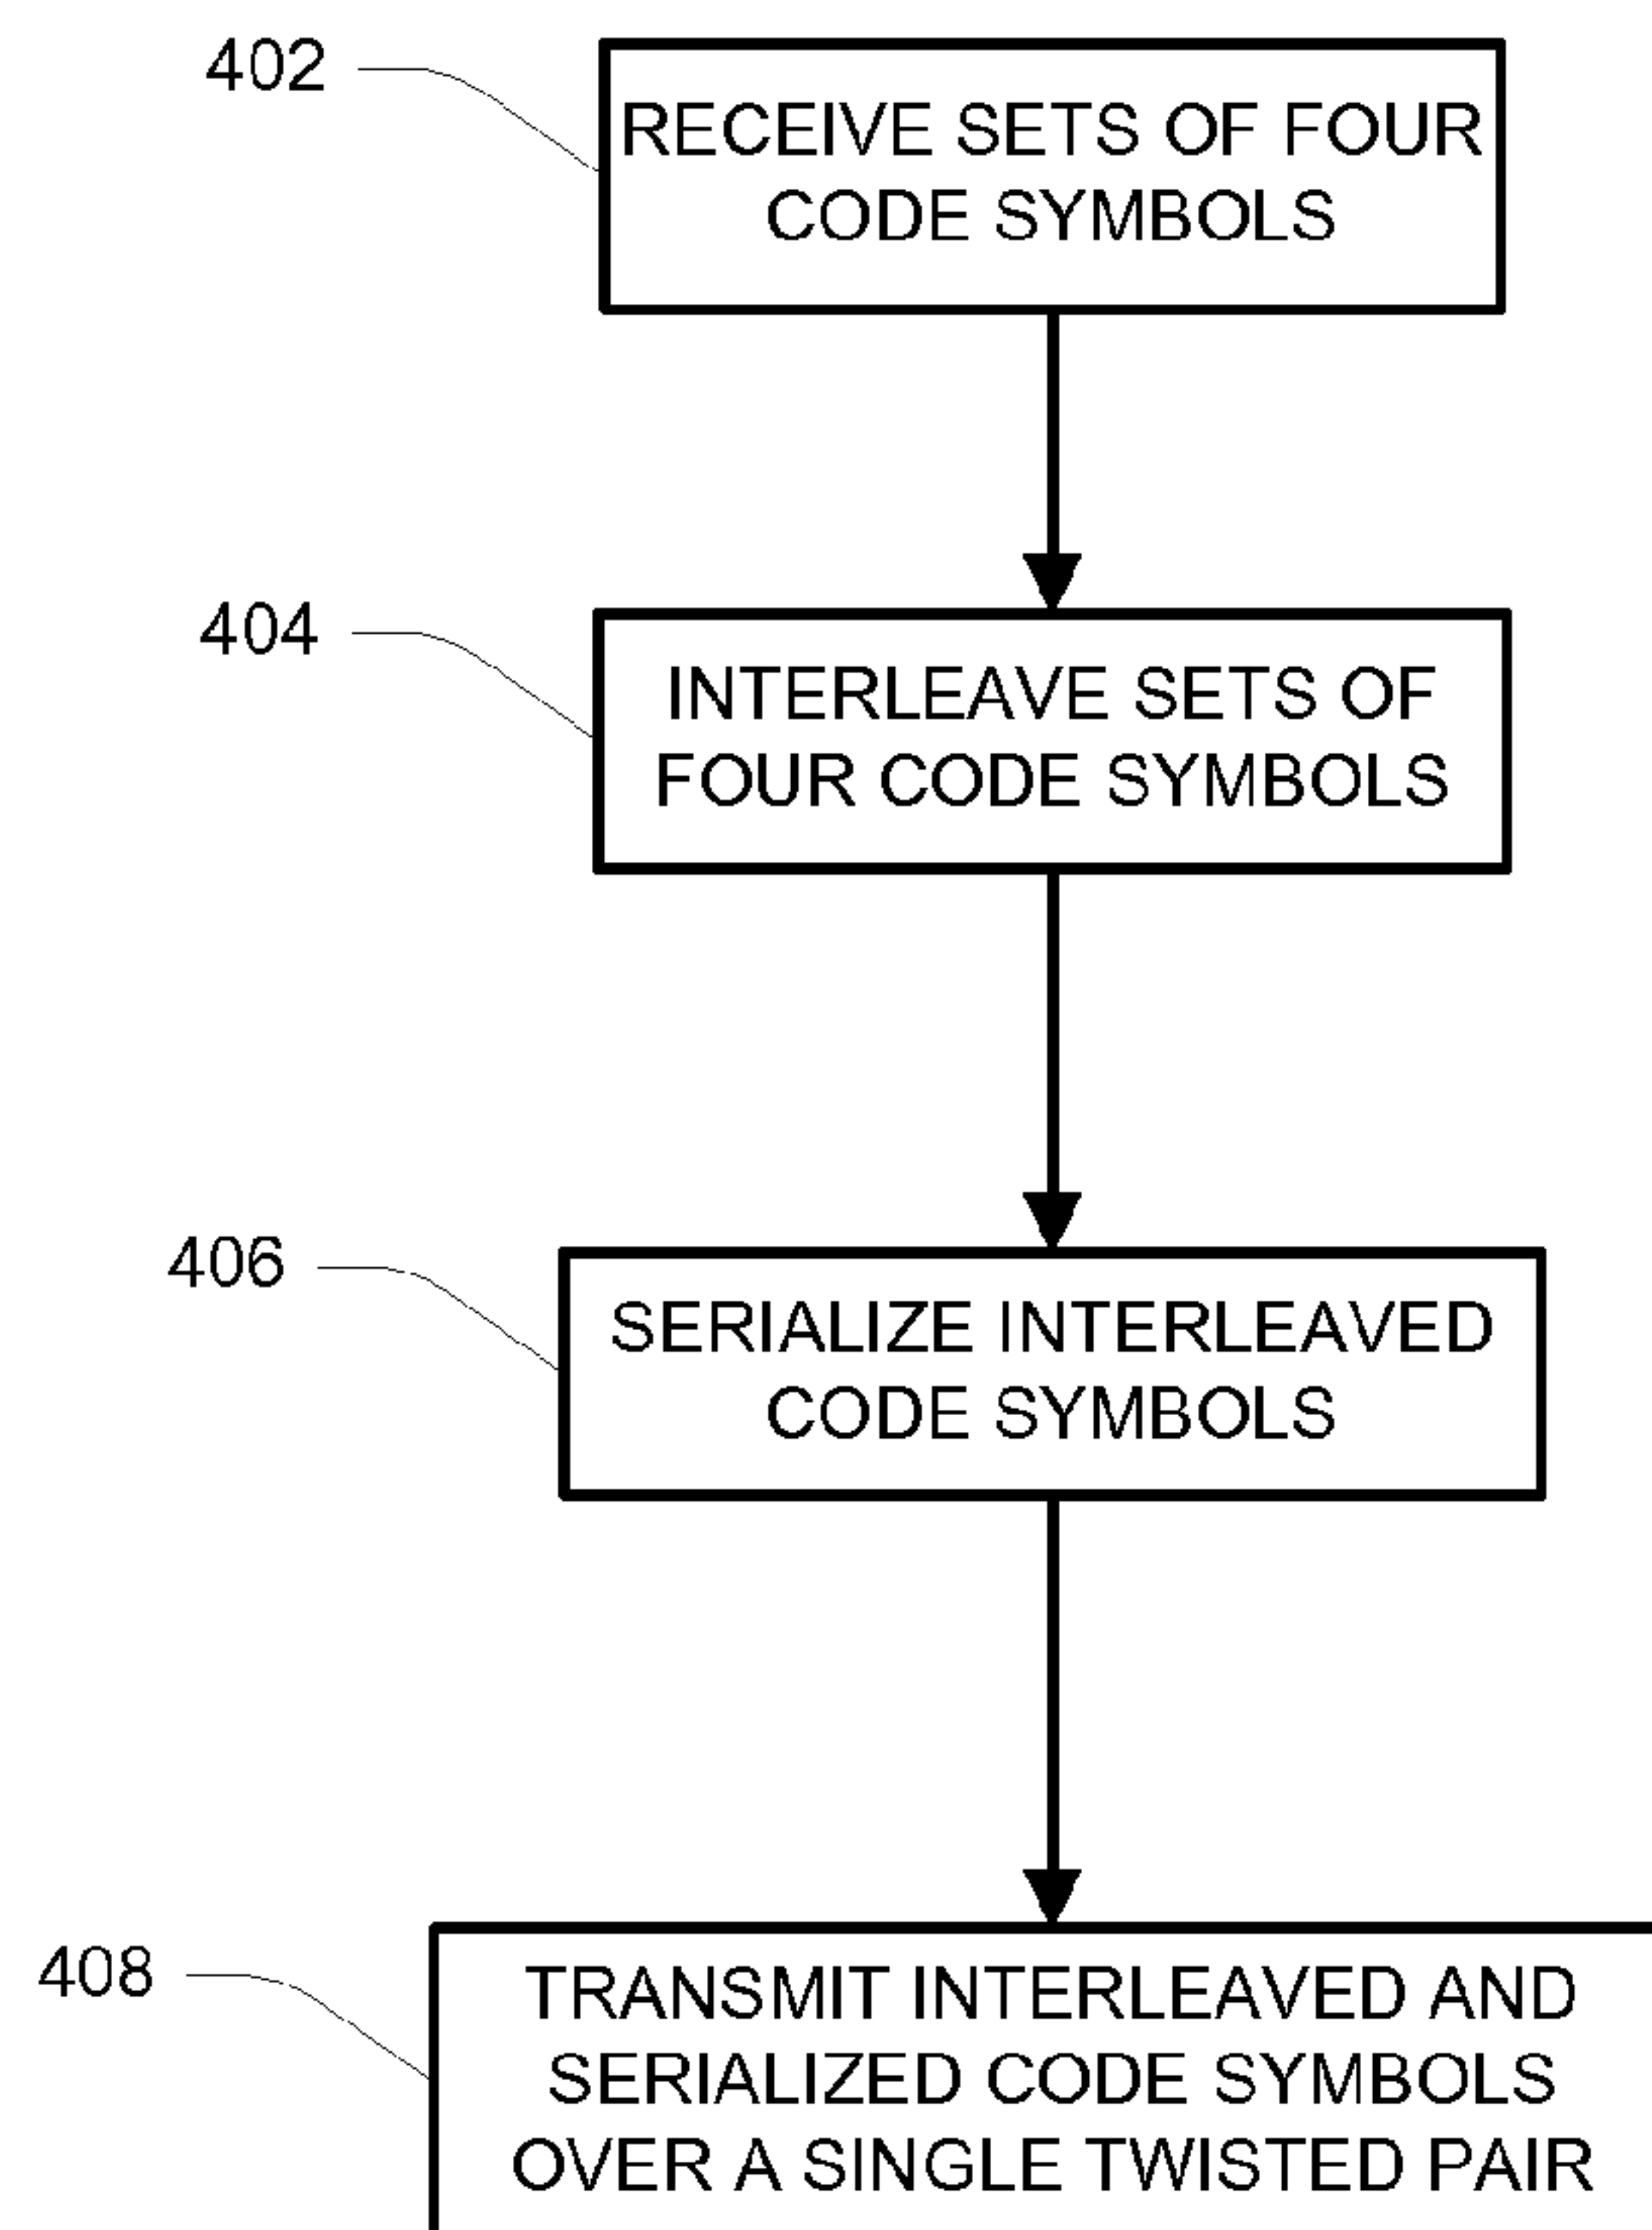 402
RECEIVE SETS OF FOUR
CODE SYMBOLS
404
INTERLEAVE SETS OF
FOUR CODE SYMBOLS
406
SERIALIZE INTERLEAVED
CODE SYMBOLS
408
TRANSMIT INTERLEAVED AND
SERIALIZED CODE SYMBOLS
OVER A SINGLE TWISTED PAIR